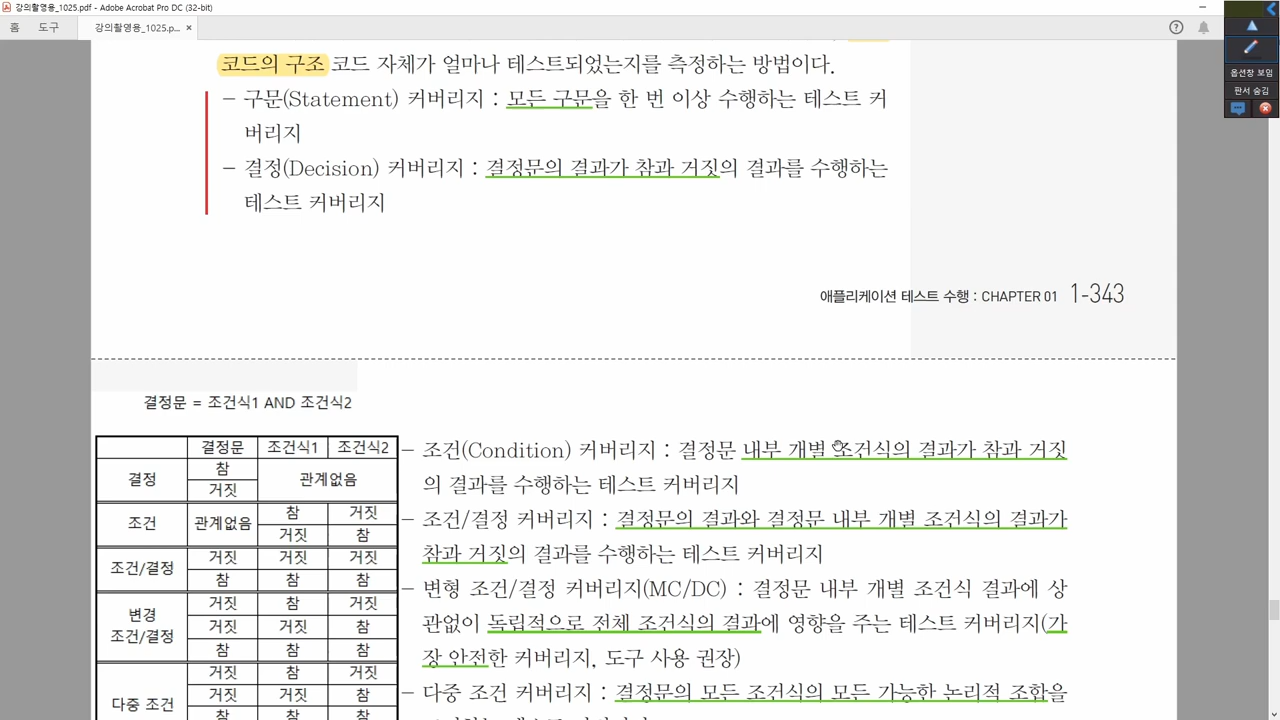 강의촬영용_1025.pdf - Adobe Acrobat Pro DC (32-bit)
홈 도구 강의촬영용_1025.p... ×
옵션창 보임
판서 숨김
코드의 구조 코드 자체가 얼마나 테스트되었는지를 측정하는 방법이다.
- 구문(Statement) 커버리지 : 모든 구문을 한 번 이상 수행하는 테스트 커
버리지
- 결정(Decision) 커버리지 : 결정문의 결과가 참과 거짓의 결과를 수행하는
테스트 커버리지
애플리케이션 테스트 수행 : CHAPTER 01 1-343
결정문 = 조건식1 AND 조건식2
결정문 조건식1 조건식2
결정 참 관계없음
거짓
조건 관계없음 참 거짓
거짓 참
조건/결정 거짓 거짓 거짓
참 참 참
변경 조건/결정 거짓 참 거짓
거짓 거짓 참
참 참 참
다중 조건 거짓 참 거짓
거짓 거짓 참
참 참 참
- 조건(Condition) 커버리지 : 결정문 내부 개별 조건식의 결과가 참과 거짓
의 결과를 수행하는 테스트 커버리지
- 조건/결정 커버리지 : 결정문의 결과와 결정문 내부 개별 조건식의 결과가
참과 거짓의 결과를 수행하는 테스트 커버리지
- 변형 조건/결정 커버리지(MC/DC) : 결정문 내부 개별 조건식 결과에 상
관없이 독립적으로 전체 조건식의 결과에 영향을 주는 테스트 커버리지(가
장 안전한 커버리지, 도구 사용 권장)
- 다중 조건 커버리지 : 결정문의 모든 조건식의 모든 가능한 논리적 조합을